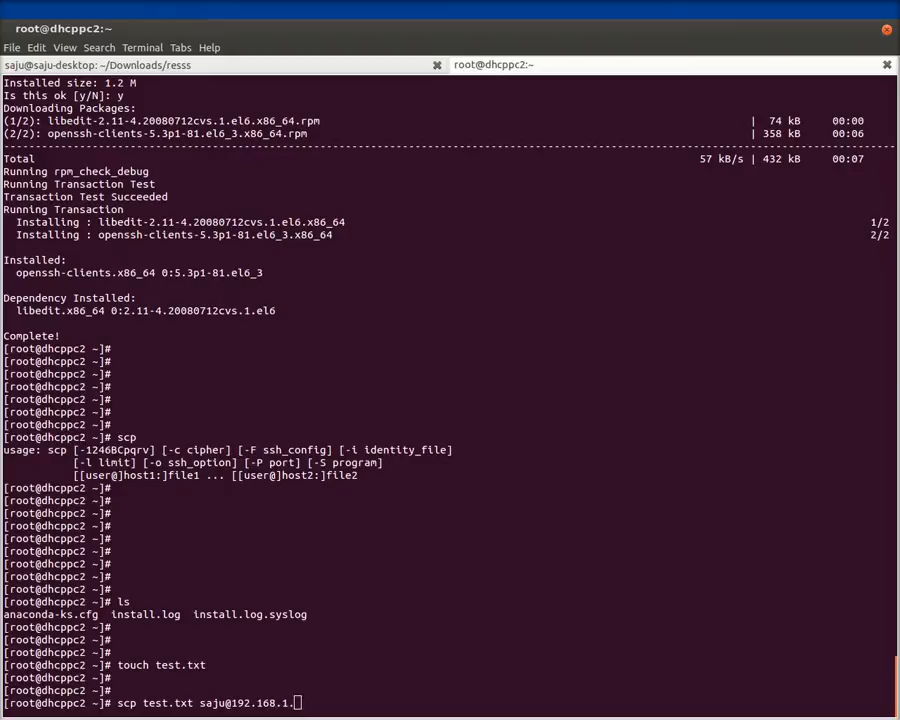 root@dhcppc2:~
File Edit View Search Terminal Tabs Help
saju@saju-desktop: ~/Downloads/resss ✖ root@dhcppc2:~ ✖
Installed size: 1.2 M
Is this ok [y/N]: y
Downloading Packages:
(1/2): libedit-2.11-4.20080712cvs.1.el6.x86_64.rpm | 74 kB 00:00
(2/2): openssh-clients-5.3p1-81.el6_3.x86_64.rpm | 358 kB 00:06
--------------------------------------------------------------------------------
Total 57 kB/s | 432 kB 00:07
Running rpm_check_debug
Running Transaction Test
Transaction Test Succeeded
Running Transaction
Installing : libedit-2.11-4.20080712cvs.1.el6.x86_64 1/2
Installing : openssh-clients-5.3p1-81.el6_3.x86_64 2/2
Installed:
openssh-clients.x86_64 0:5.3p1-81.el6_3
Dependency Installed:
libedit.x86_64 0:2.11-4.20080712cvs.1.el6
Complete!
[root@dhcppc2 ~]#
[root@dhcppc2 ~]#
[root@dhcppc2 ~]#
[root@dhcppc2 ~]#
[root@dhcppc2 ~]#
[root@dhcppc2 ~]#
[root@dhcppc2 ~]#
[root@dhcppc2 ~]# scp
usage: scp [-1246BCpqrv] [-c cipher] [-F ssh_config] [-i identity_file]
[-l limit] [-o ssh_option] [-P port] [-S program]
[[user@]host1:]file1 ... [[user@]host2:]file2
[root@dhcppc2 ~]#
[root@dhcppc2 ~]#
[root@dhcppc2 ~]#
[root@dhcppc2 ~]#
[root@dhcppc2 ~]#
[root@dhcppc2 ~]#
[root@dhcppc2 ~]#
[root@dhcppc2 ~]#
[root@dhcppc2 ~]#
[root@dhcppc2 ~]# ls
anaconda-ks.cfg install.log install.log.syslog
[root@dhcppc2 ~]#
[root@dhcppc2 ~]#
[root@dhcppc2 ~]#
[root@dhcppc2 ~]# touch test.txt
[root@dhcppc2 ~]#
[root@dhcppc2 ~]#
[root@dhcppc2 ~]# scp test.txt saju@192.168.1.